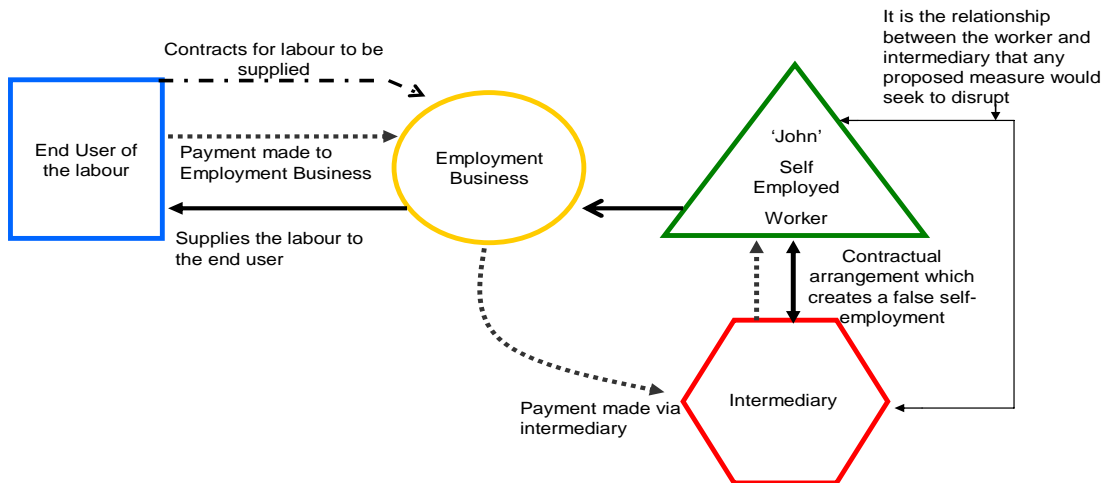 Contracts for labour to be
supplied
End User of
the labour
Payment made to
Employment Business
Supplies the labour to
the end user
Employment
Business
‘John’
Self
Employed
Worker
It is the relationship
between the worker and
intermediary that any
proposed measure would
seek to disrupt
Contractual
arrangement which
creates a false self-
employment
Payment made via
intermediary
Intermediary